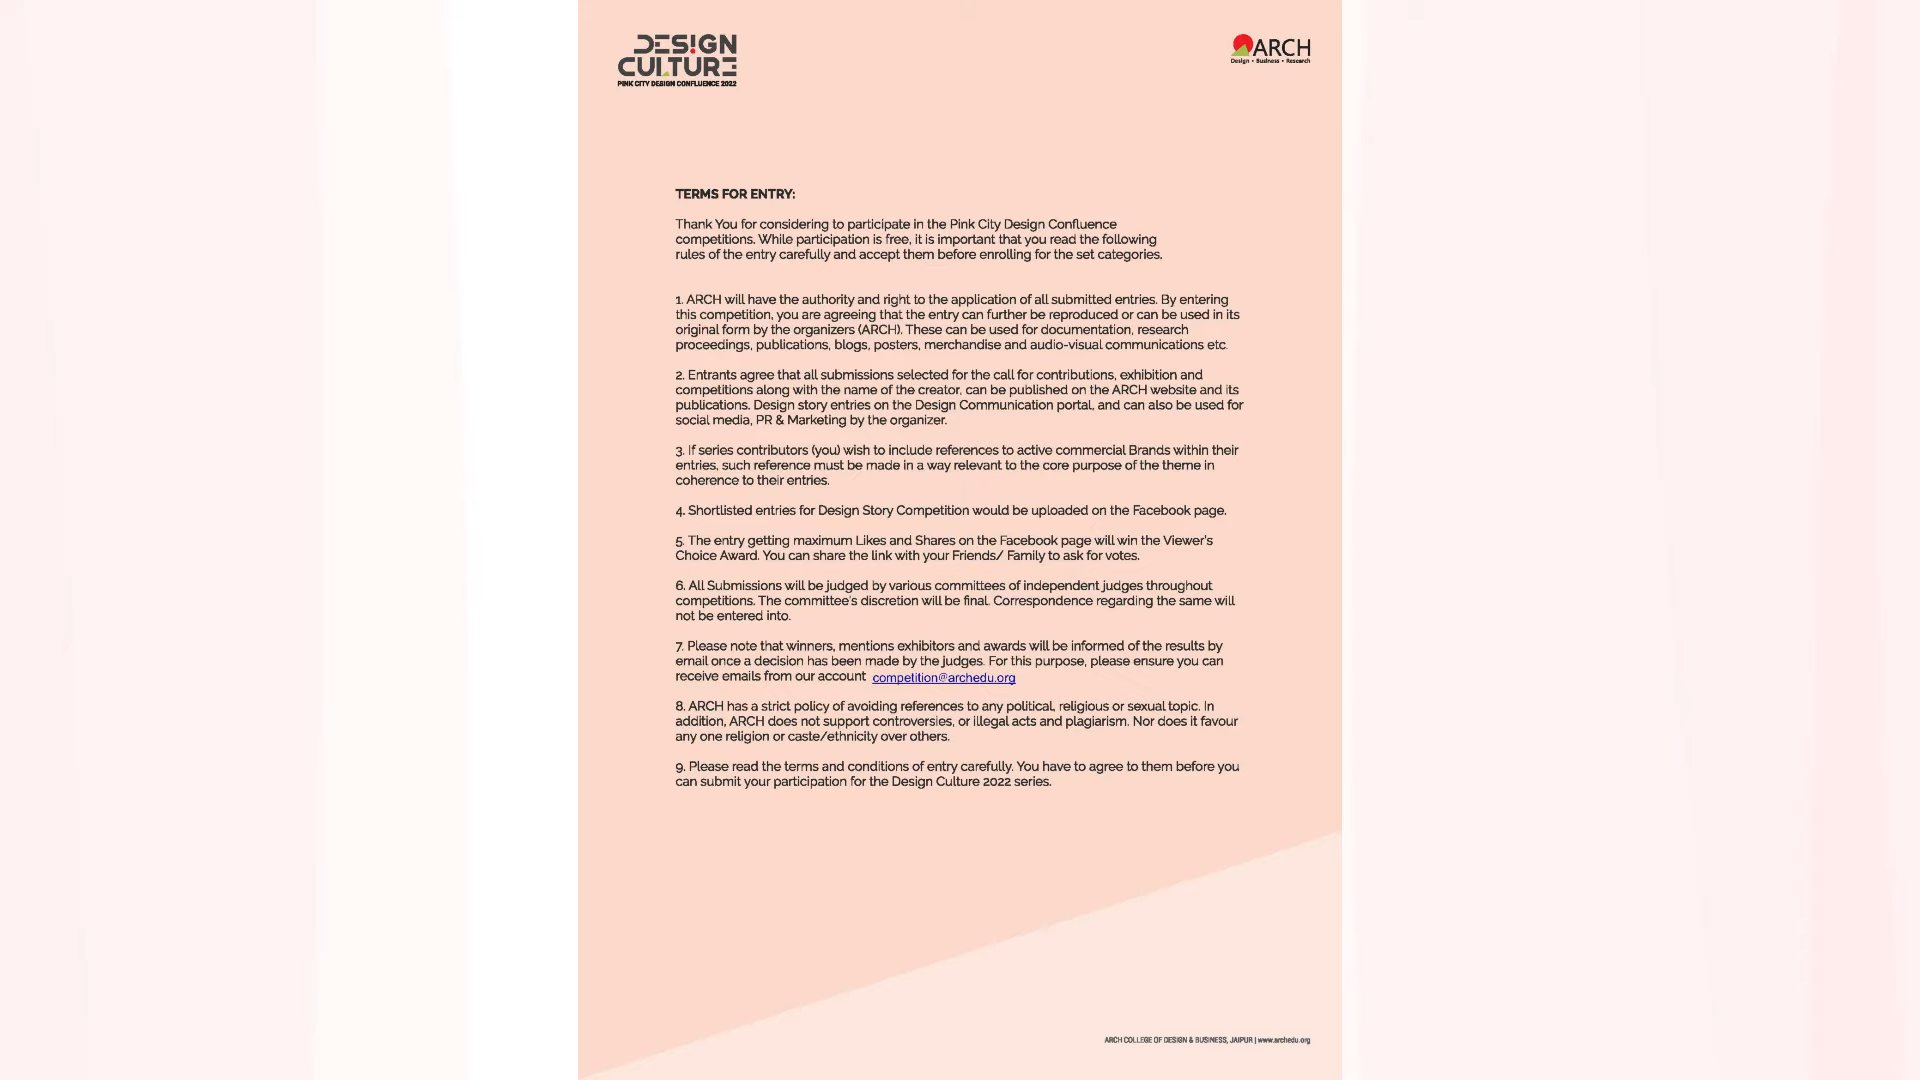 DESIGN
CULTURE
PINK CITY DESIGN CONFLUENCE 2022
ARCH
Design • Business • Research
TERMS FOR ENTRY:
Thank You for considering to participate in the Pink City Design Confluence
competitions. While participation is free, it is important that you read the following
rules of the entry carefully and accept them before enrolling for the set categories.
1. ARCH will have the authority and right to the application of all submitted entries. By entering
this competition, you are agreeing that the entry can further be reproduced or can be used in its
original form by the organizers (ARCH). These can be used for documentation, research
proceedings, publications, blogs, posters, merchandise and audio-visual communications etc.
2. Entrants agree that all submissions selected for the call for contributions, exhibition and
competitions along with the name of the creator, can be published on the ARCH website and its
publications. Design story entries on the Design Communication portal, and can also be used for
social media, PR & Marketing by the organizer.
3. If series contributors (you) wish to include references to active commercial Brands within their
entries, such reference must be made in a way relevant to the core purpose of the theme in
coherence to their entries.
4. Shortlisted entries for Design Story Competition would be uploaded on the Facebook page.
5. The entry getting maximum Likes and Shares on the Facebook page will win the Viewer's
Choice Award. You can share the link with your Friends/ Family to ask for votes.
6. All Submissions will be judged by various committees of independent judges throughout
competitions. The committee's discretion will be final. Correspondence regarding the same will
not be entered into.
7. Please note that winners, mentions exhibitors and awards will be informed of the results by
email once a decision has been made by the judges. For this purpose, please ensure you can
receive emails from our account competition@archedu.org
8. ARCH has a strict policy of avoiding references to any political, religious or sexual topic. In
addition, ARCH does not support controversies, or illegal acts and plagiarism. Nor does it favour
any one religion or caste/ethnicity over others.
9. Please read the terms and conditions of entry carefully. You have to agree to them before you
can submit your participation for the Design Culture 2022 series.
ARCH COLLEGE OF DESIGN & BUSINESS, JAIPUR | www.archedu.org